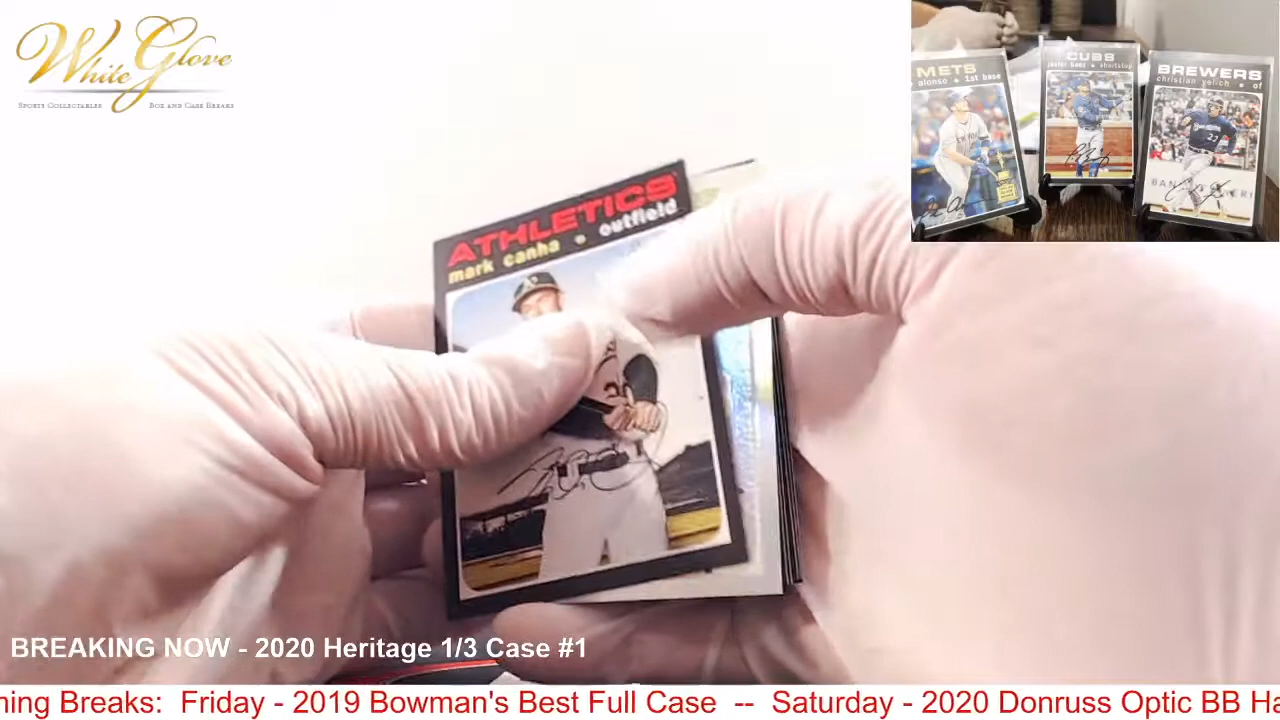 White Glove
SPORTS COLLECTABLES BOX AND CASE BREAKS
METS
alonso • 1st base
CUBS
javier baez • shortstop
BREWERS
christian yelich • of
22
ATHLETICS
mark canha • outfield
BREAKING NOW - 2020 Heritage 1/3 Case #1
ning Breaks: Friday - 2019 Bowman's Best Full Case -- Saturday - 2020 Donruss Optic BB Ha